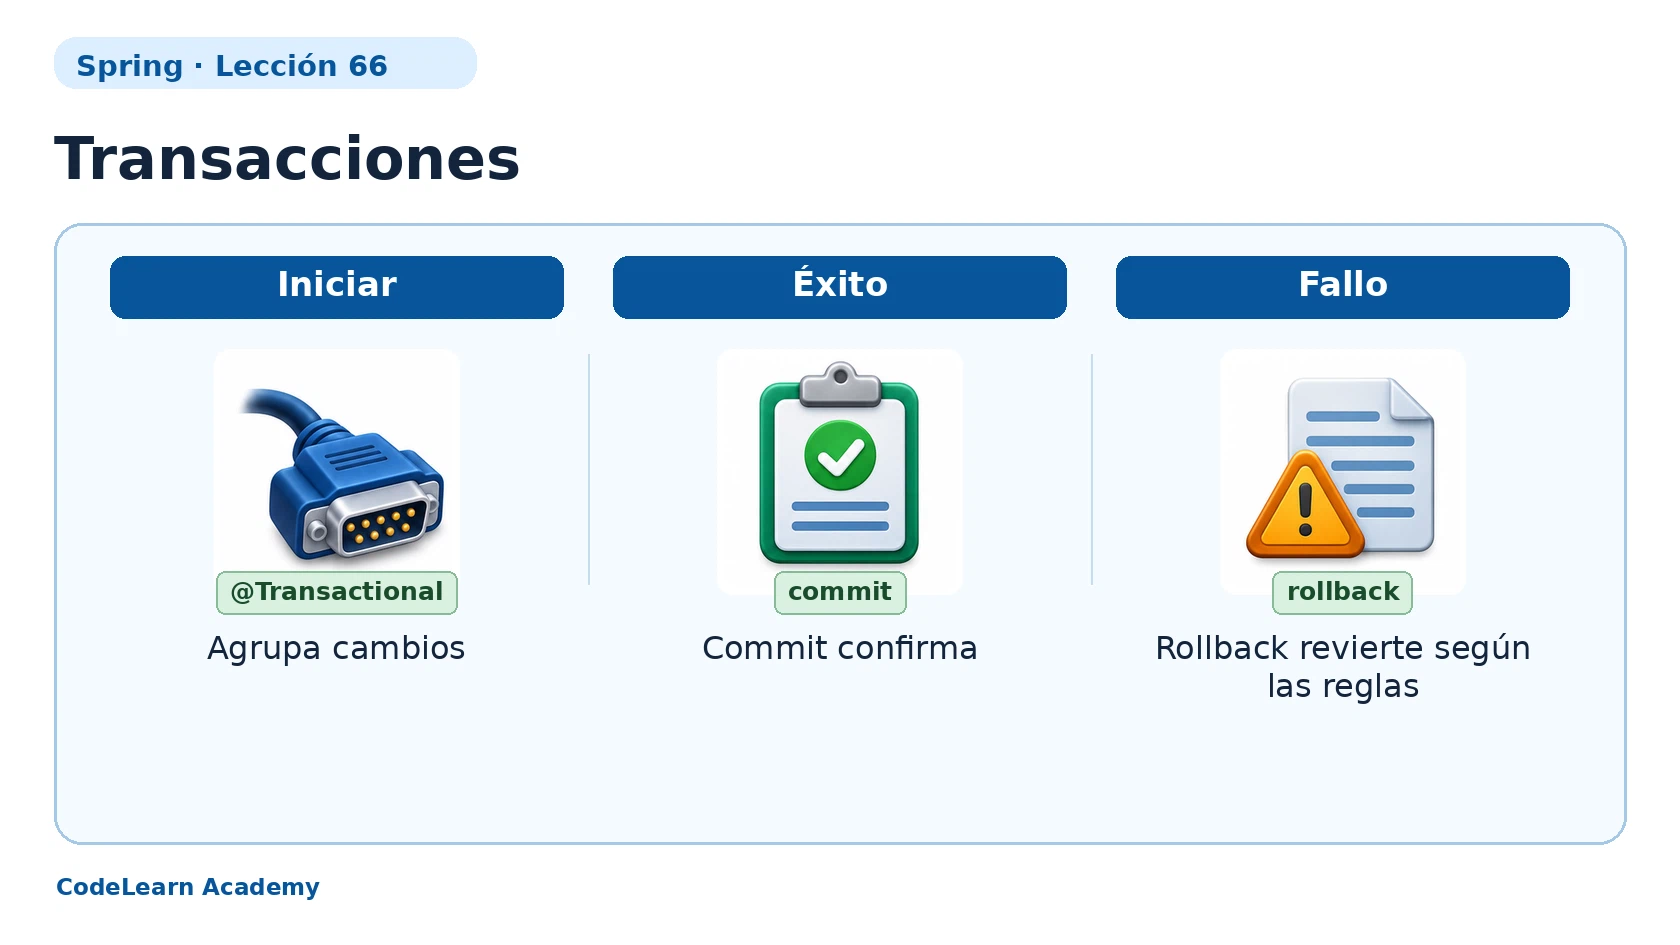 Spring · Lección 66
Transacciones
Iniciar
Éxito
Fallo
@Transactional
commit
rollback
Agrupa cambios
Commit confirma
Rollback revierte según
las reglas
CodeLearn Academy